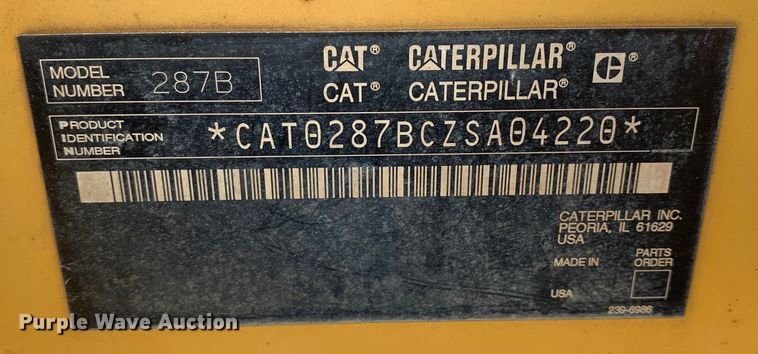 MODEL NUMBER 287B
CAT® CATERPILLAR®
CAT® CATERPILLAR®
PRODUCT IDENTIFICATION NUMBER *CAT0287BCZSA04220*
CATERPILLAR INC.
PEORIA, IL 61629
USA
MADE IN
PARTS ORDER
USA
239-6986
Purple Wave Auction